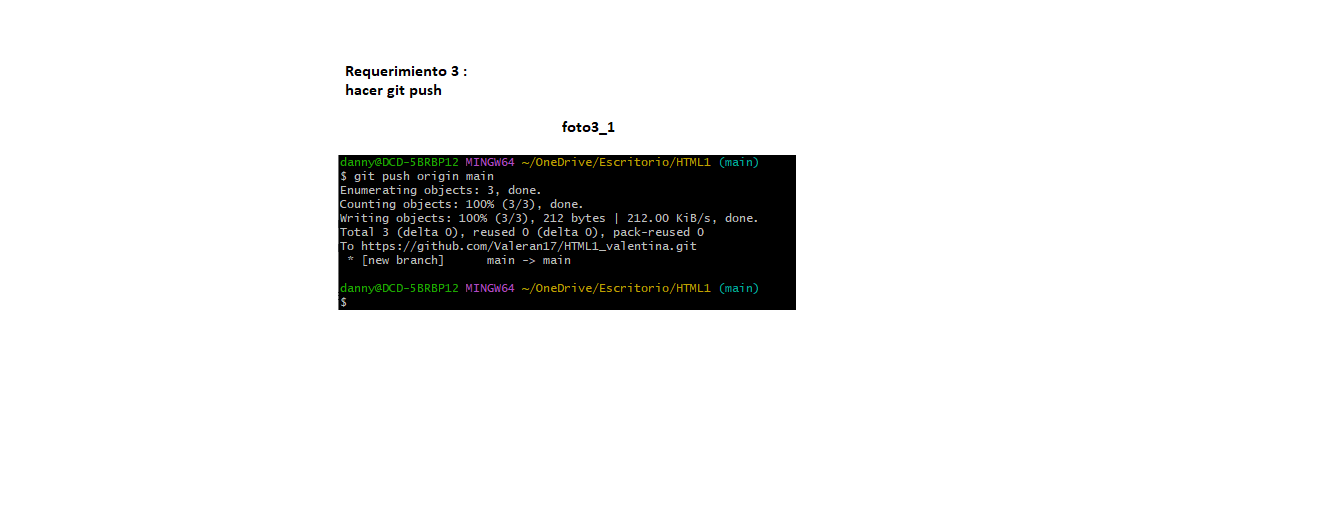 Requerimiento 3 :
hacer git push
foto3_1
danny@DCD-5BRBP12 MINGW64 ~/OneDrive/Escritorio/HTML1 (main)
$ git push origin main
Enumerating objects: 3, done.
Counting objects: 100% (3/3), done.
Writing objects: 100% (3/3), 212 bytes | 212.00 KiB/s, done.
Total 3 (delta 0), reused 0 (delta 0), pack-reused 0
To https://github.com/Valeran17/HTML1_valentina.git
 * [new branch]      main -> main
danny@DCD-5BRBP12 MINGW64 ~/OneDrive/Escritorio/HTML1 (main)
$